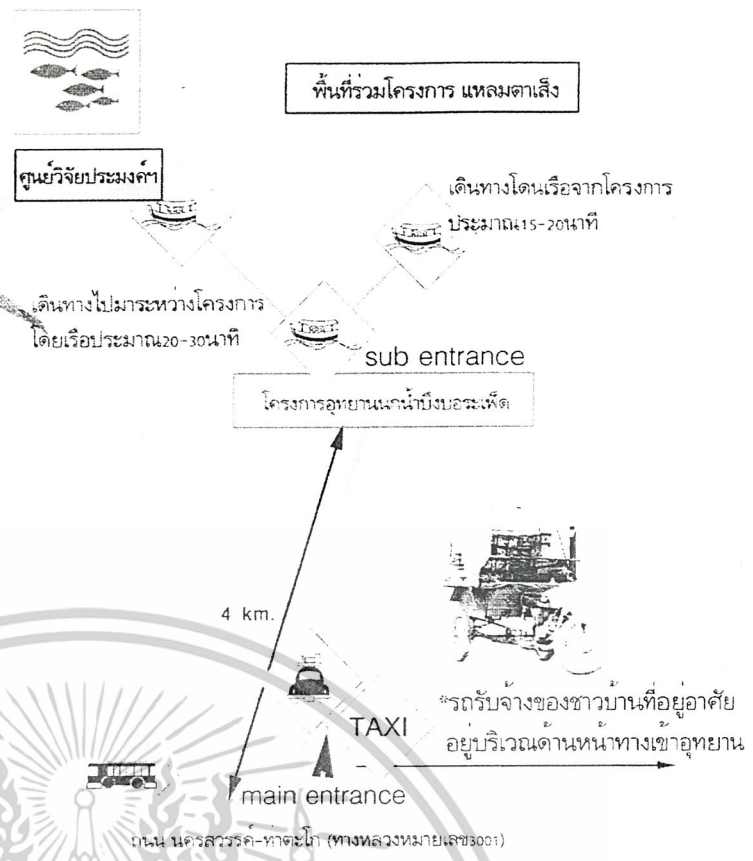 พื้นที่ร่วมโครงการ แหลมตาเส็ง
ศูนย์วิจัยประมงค์ฯ
เดินทางโดนเรือจากโครงการ
ประมาณ15-20นาที
เดินทางไปมาระหว่างโครงการ
โดยเรือประมาณ20-30นาที
sub entrance
โครงการอุทยานนกน้ำบึงบอระเพ็ด
4 km.
TAXI
*รถรับจ้างของชาวบ้านที่อยู่อาศัย
อยู่บริเวณด้านหน้าทางเข้าอุทยาน
main entrance
ถนน นครสวรรค์-ท่าตะโก (ทางหลวงหมายเลข3001)